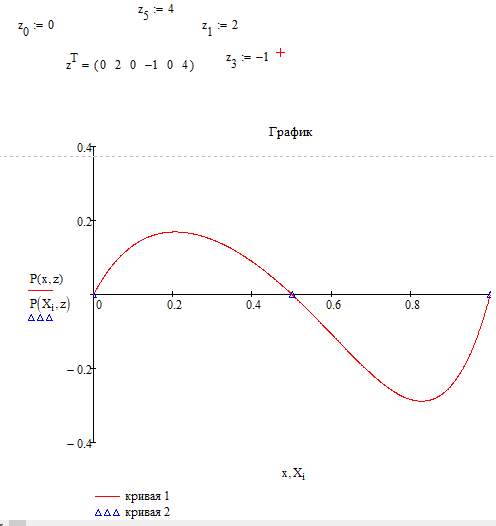 z5 := 4
z0 := 0
z1 := 2
z^T = (0 2 0 −1 0 4)
z3 := −1
График
0.4
0.2
P(x,z)
P(Xi,z)
0 0.2 0.4 0.6 0.8
−0.2
−0.4
x,Xi
кривая 1
кривая 2